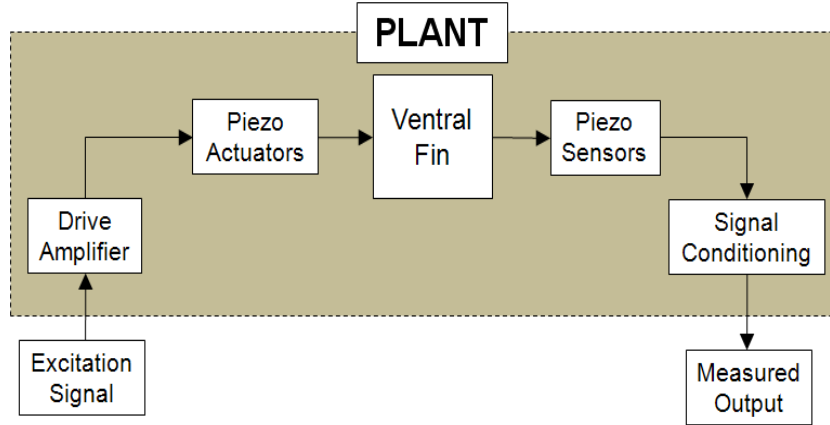 PLANT
Piezo
Actuators
Ventral
Fin
Piezo
Sensors
Drive
Amplifier
Signal
Conditioning
Excitation
Signal
Measured
Output